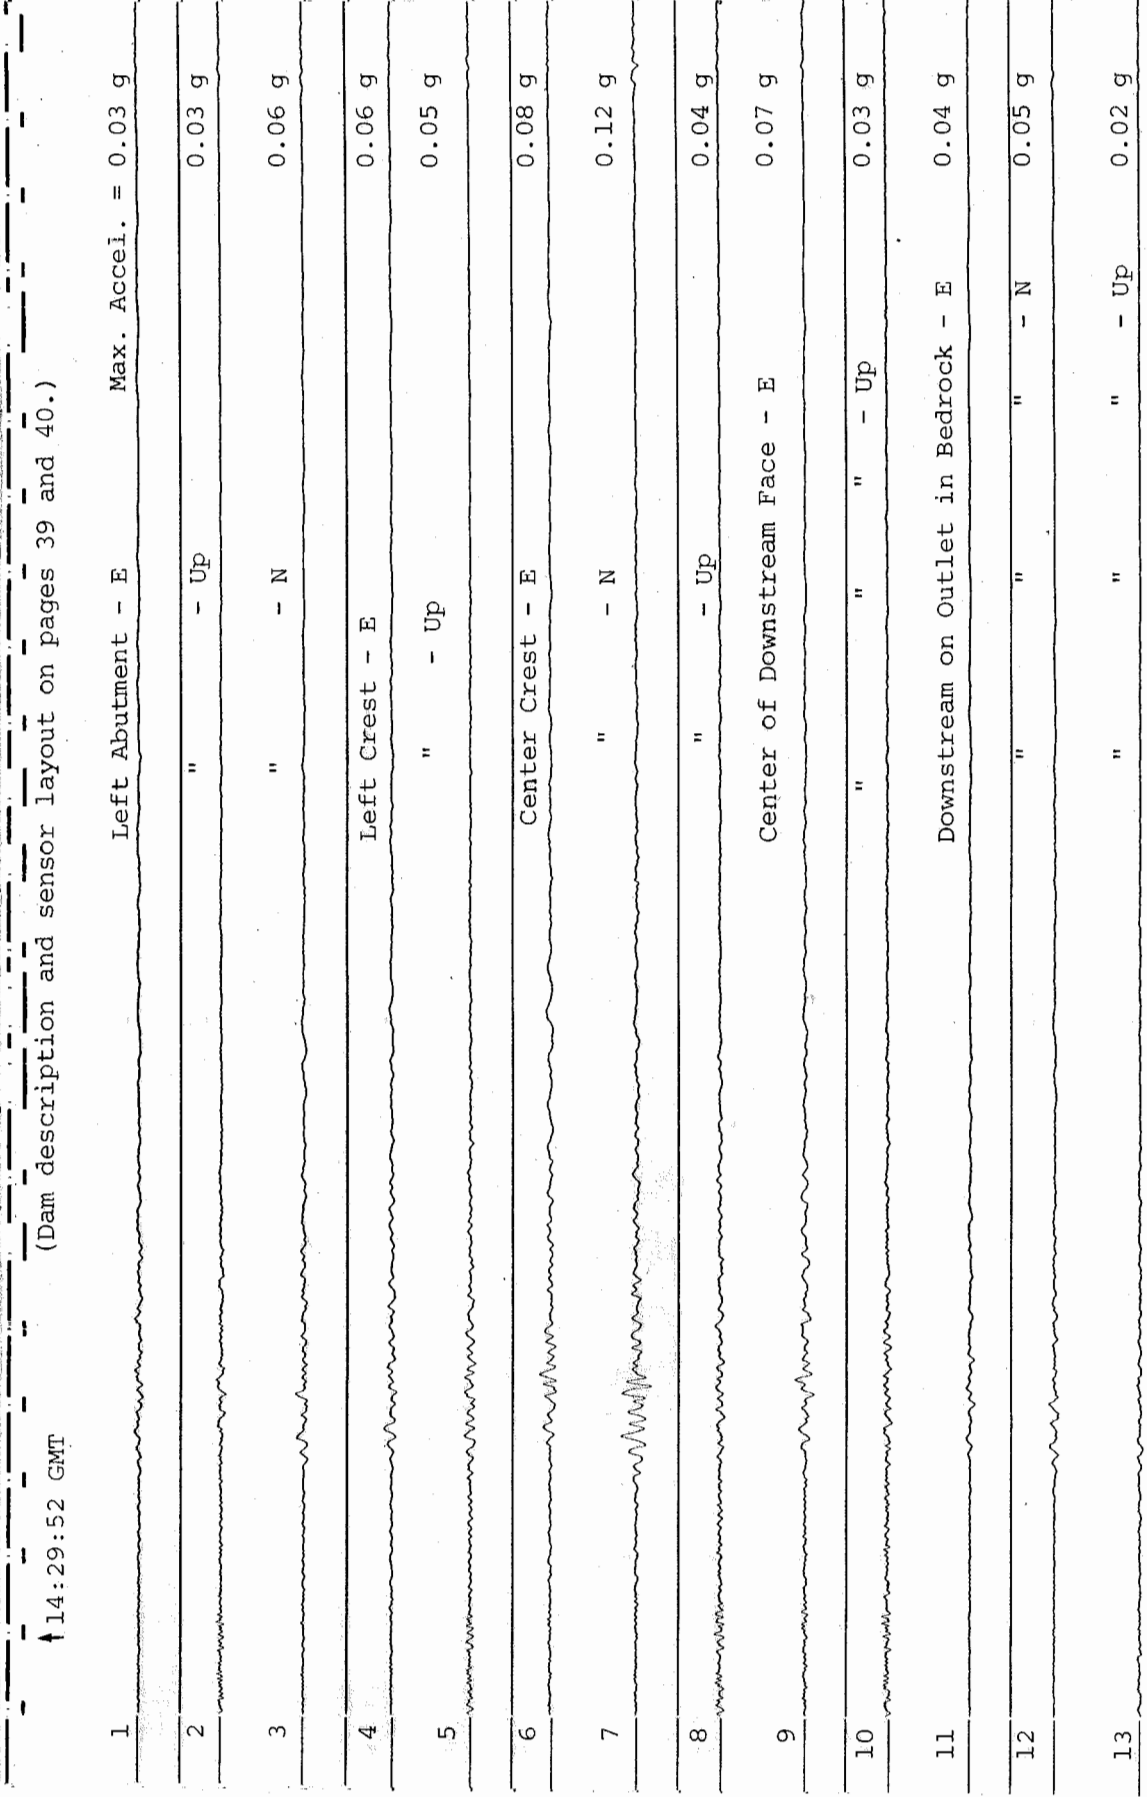 (Dam description and sensor layout on pages 39 and 40.)
14:29:52 GMT
1 Left Abutment - E Max. Accel. = 0.03 g
2 " - Up 0.03 g
3 " - N 0.06 g
4 Left Crest - E 0.06 g
5 " - Up 0.05 g
6 Center Crest - E 0.08 g
7 " - N 0.12 g
8 " - Up 0.04 g
9 Center of Downstream Face - E 0.07 g
10 " " " - Up 0.03 g
11 Downstream on Outlet in Bedrock - E 0.04 g
12 " " " - N 0.05 g
13 " " " - Up 0.02 g